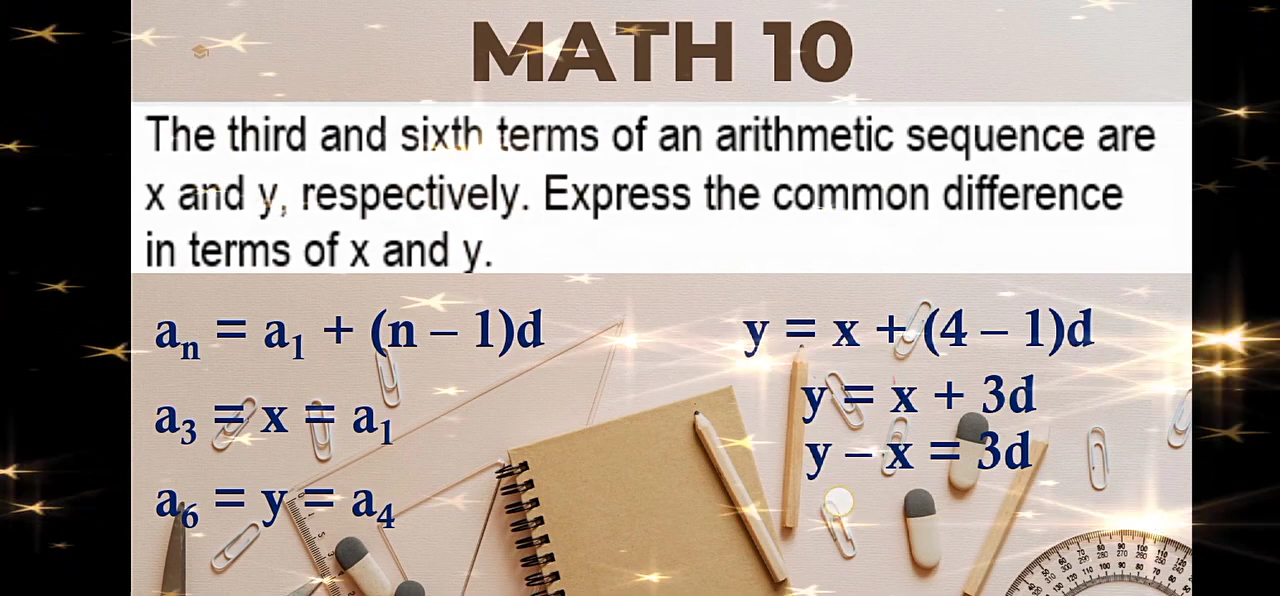 MATH 10
The third and sixth terms of an arithmetic sequence are
x and y, respectively. Express the common difference
in terms of x and y.
aₙ = a₁ + (n – 1)d
a₃ = x = a₁
a₆ = y = a₄
y = x + (4 – 1)d
y = x + 3d
y – x = 3d